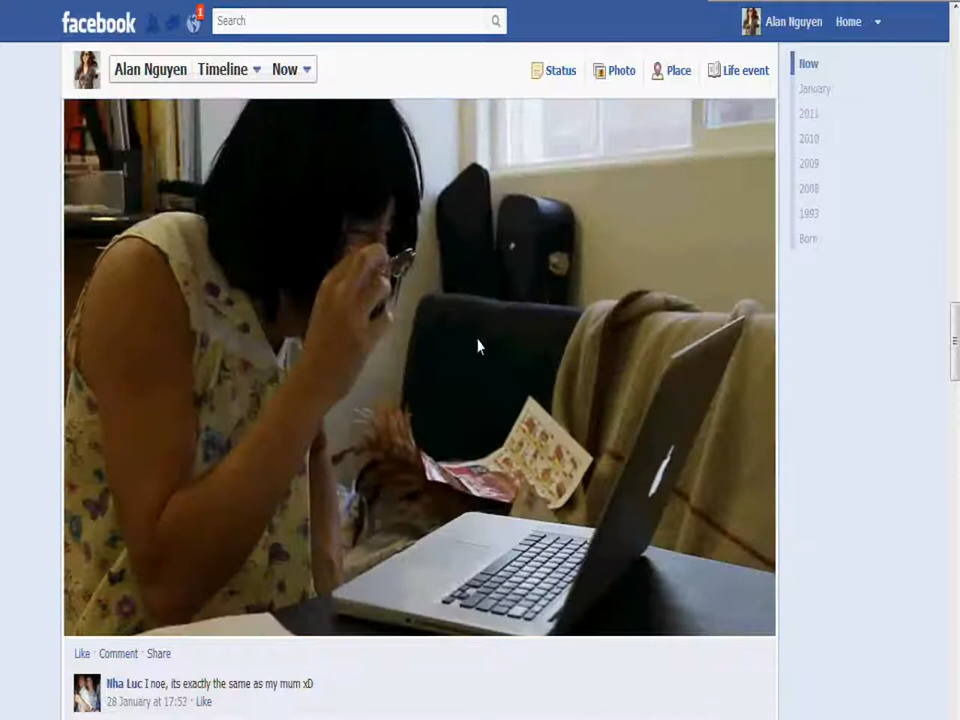 facebook
1
Search
Alan Nguyen Home
Alan Nguyen Timeline Now
Status Photo Place Life event
Now
January
2011
2010
2009
2008
1993
Born
Like · Comment · Share
Nha Luc I noe, its exactly the same as my mum xD
28 January at 17:53 · Like